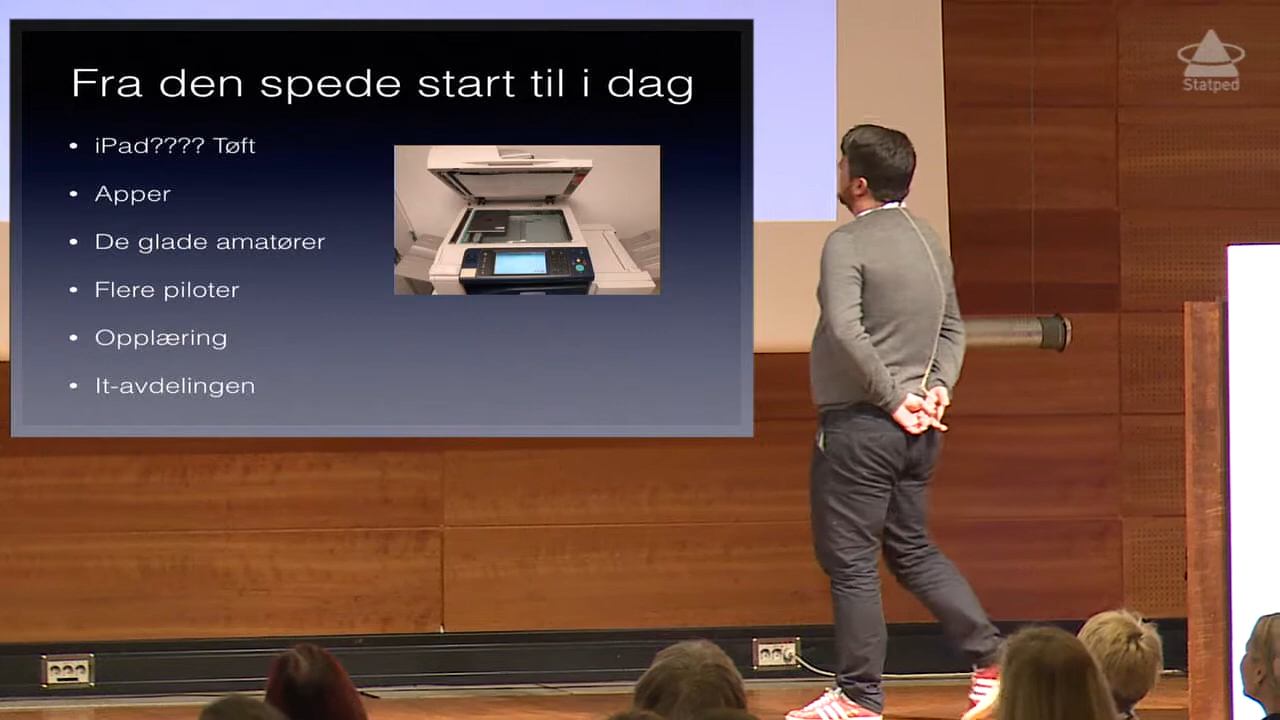 Fra den spede start til i dag
• iPad???? Tøft
• Apper
• De glade amatører
• Flere piloter
• Opplæring
• It-avdelingen
Statped